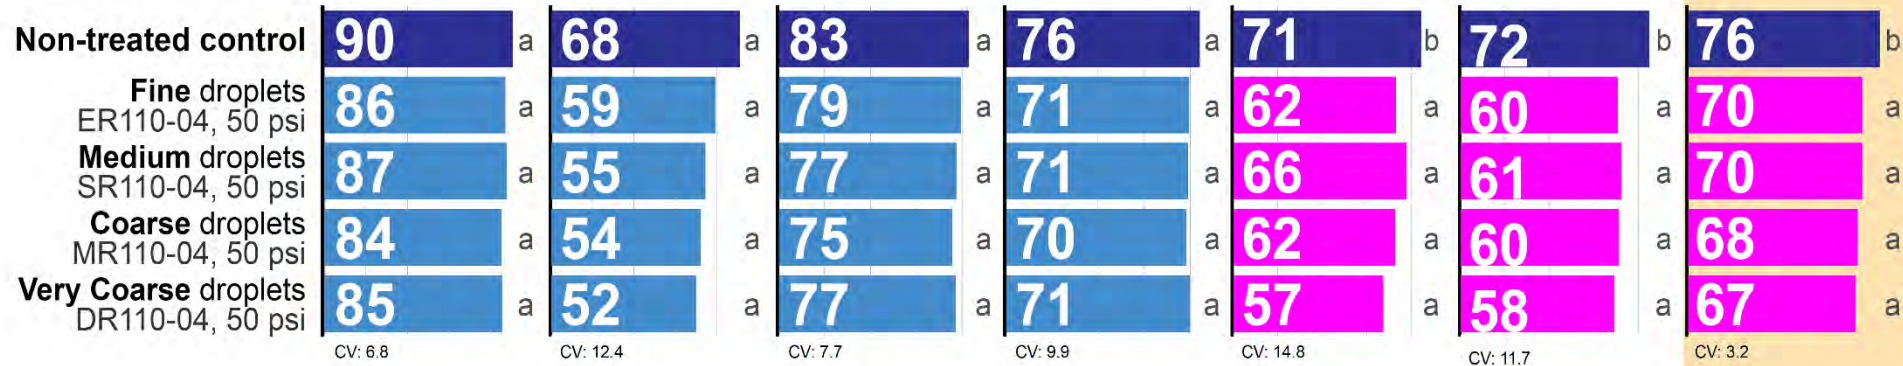 Non-treated control 90 a 68 a 83 a 76 a 71 b 72 b 76 b
Fine droplets
ER110-04, 50 psi 86 a 59 a 79 a 71 a 62 a 60 a 70 a
Medium droplets
SR110-04, 50 psi 87 a 55 a 77 a 71 a 66 a 61 a 70 a
Coarse droplets
MR110-04, 50 psi 84 a 54 a 75 a 70 a 62 a 60 a 68 a
Very Coarse droplets
DR110-04, 50 psi 85 a 52 a 77 a 71 a 57 a 58 a 67 a
CV: 6.8 CV: 12.4 CV: 7.7 CV: 9.9 CV: 14.8 CV: 11.7 CV: 3.2